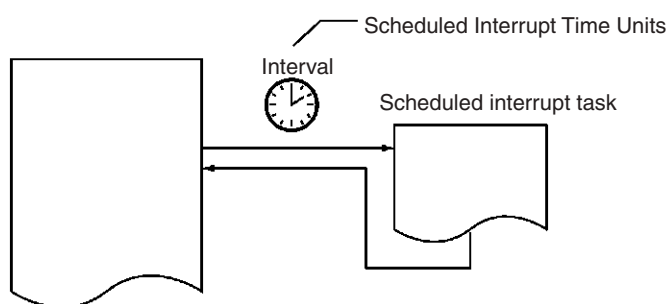 Scheduled Interrupt Time Units
Interval
Scheduled interrupt task